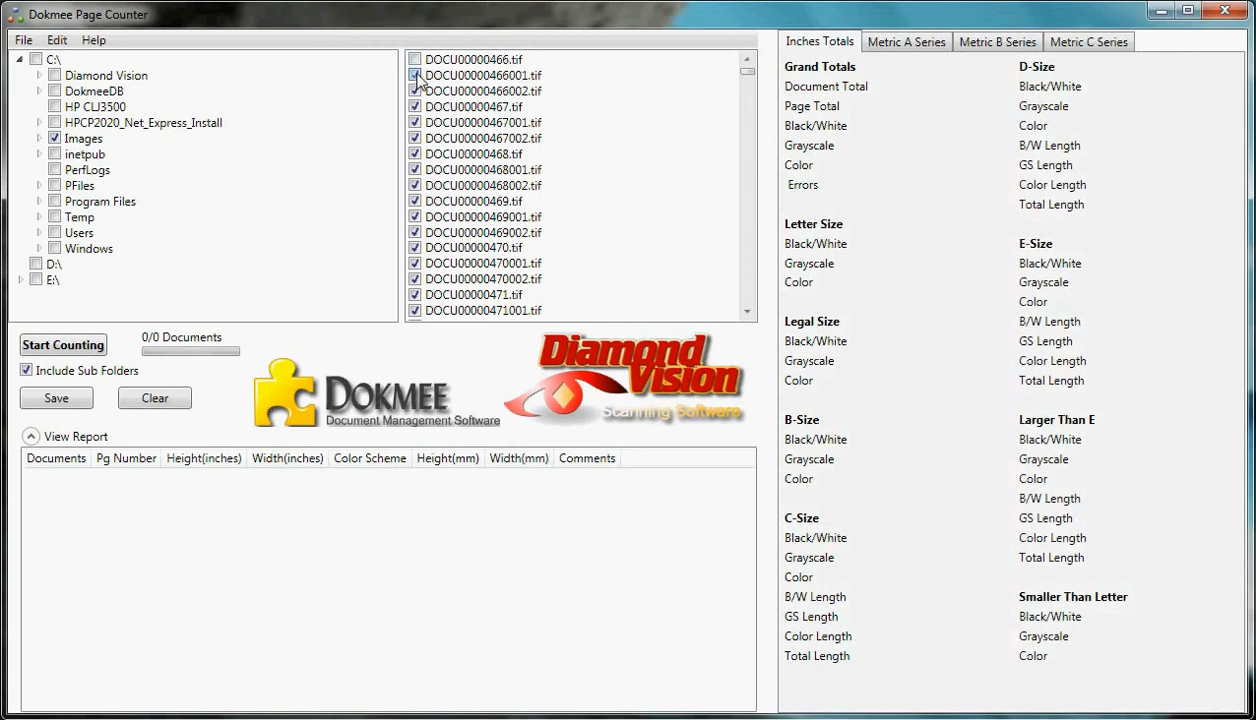 Dokmee Page Counter
File Edit Help
C:\
Diamond Vision
DokmeeDB
HP CLJ3500
HPCP2020_Net_Express_Install
Images
inetpub
PerfLogs
PFiles
Program Files
Temp
Users
Windows
D:\
E:\
DOCU00000466.tif
DOCU00000466001.tif
DOCU00000466002.tif
DOCU00000467.tif
DOCU00000467001.tif
DOCU00000467002.tif
DOCU00000468.tif
DOCU00000468001.tif
DOCU00000468002.tif
DOCU00000469.tif
DOCU00000469001.tif
DOCU00000469002.tif
DOCU00000470.tif
DOCU00000470001.tif
DOCU00000470002.tif
DOCU00000471.tif
DOCU00000471001.tif
Start Counting
0/0 Documents
Include Sub Folders
Save
Clear
DOKMEE
Document Management Software
Diamond
Vision
Scanning Software
View Report
Documents Pg Number Height(inches) Width(inches) Color Scheme Height(mm) Width(mm) Comments
Inches Totals Metric A Series Metric B Series Metric C Series
Grand Totals
Document Total
Page Total
Black/White
Grayscale
Color
Errors
Letter Size
Black/White
Grayscale
Color
Legal Size
Black/White
Grayscale
Color
B-Size
Black/White
Grayscale
Color
C-Size
Black/White
Grayscale
Color
B/W Length
GS Length
Color Length
Total Length
D-Size
Black/White
Grayscale
Color
B/W Length
GS Length
Color Length
Total Length
E-Size
Black/White
Grayscale
Color
B/W Length
GS Length
Color Length
Total Length
Larger Than E
Black/White
Grayscale
Color
B/W Length
GS Length
Color Length
Total Length
Smaller Than Letter
Black/White
Grayscale
Color